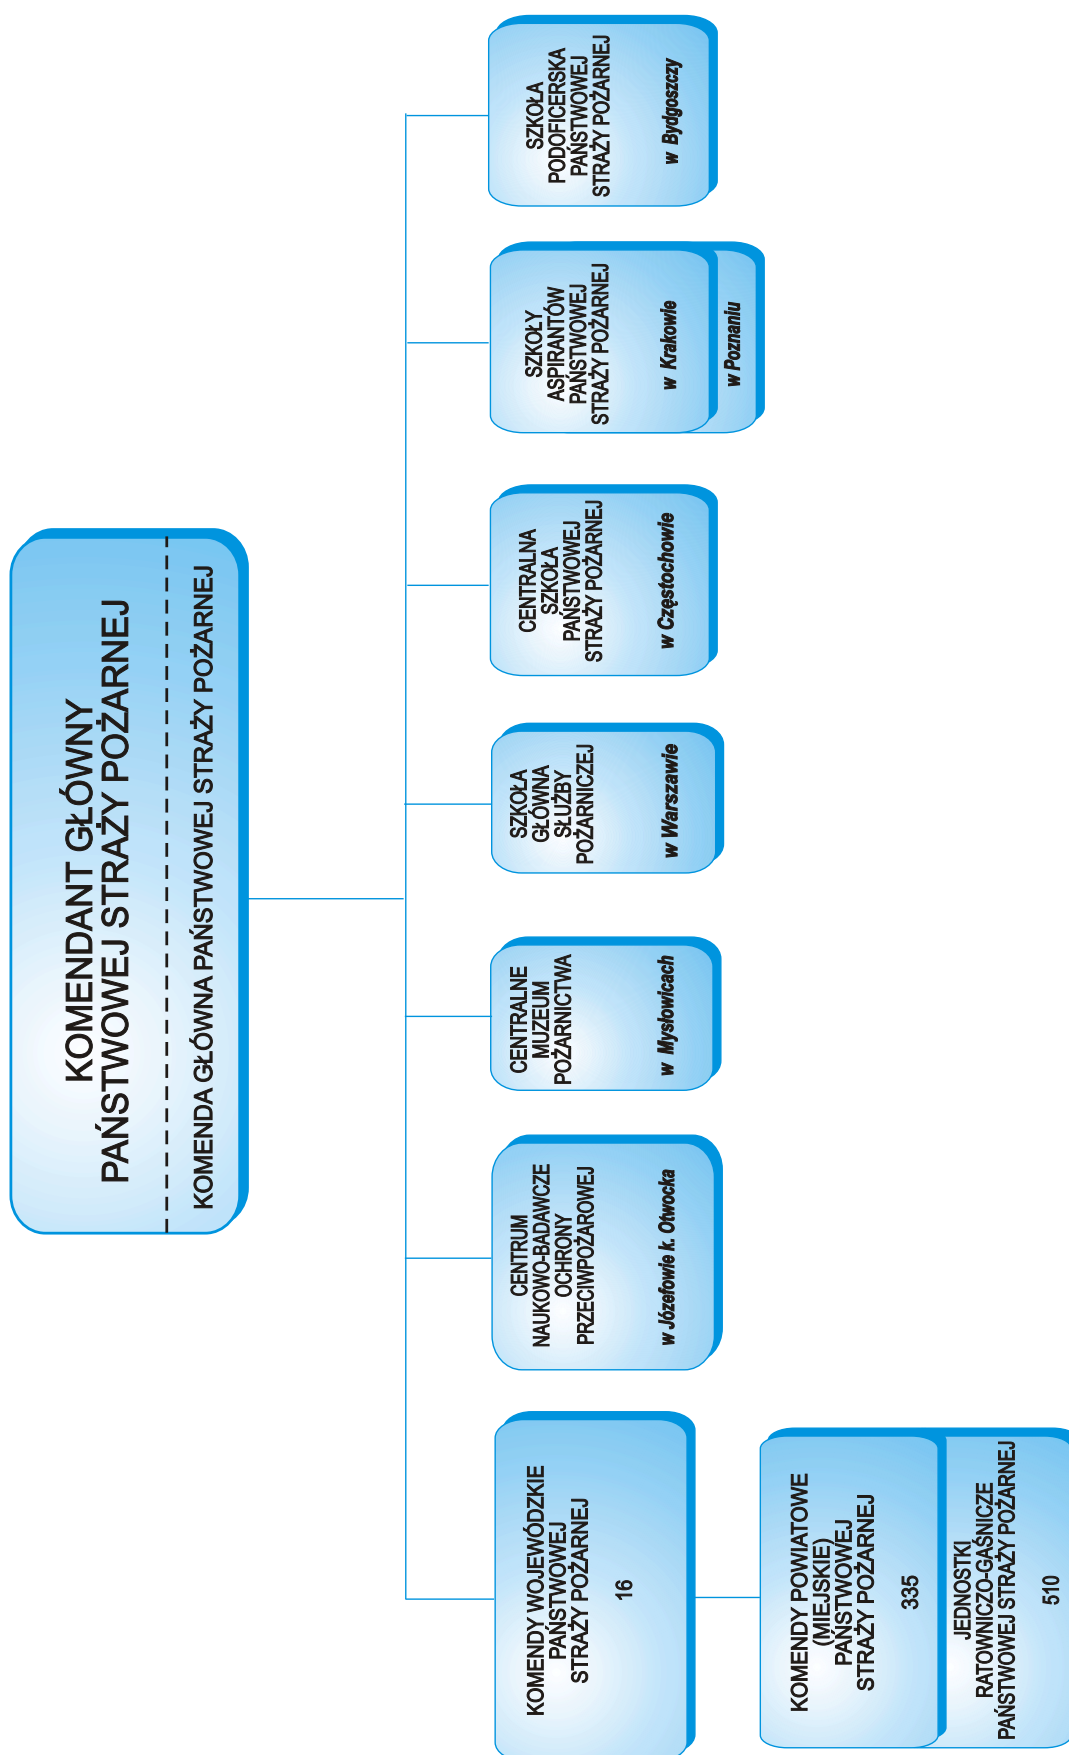 KOMENDANT GŁÓWNY
PAŃSTWOWEJ STRAŻY POŻARNEJ
KOMENDA GŁÓWNA PAŃSTWOWEJ STRAŻY POŻARNEJ
KOMENDY WOJEWÓDZKIE
PAŃSTWOWEJ
STRAŻY POŻARNEJ
16
CENTRUM
NAUKOWO-BADAWCZE
OCHRONY
PRZECIWPOŻAROWEJ
w Józefowie k. Otwocka
CENTRALNE
MUZEUM
POŻARNICTWA
w Mysłowicach
SZKOŁA
GŁÓWNA
SŁUŻBY
POŻARNICZEJ
w Warszawie
CENTRALNA
SZKOŁA
PAŃSTWOWEJ
STRAŻY POŻARNEJ
w Częstochowie
SZKOŁY
ASPIRANTÓW
PAŃSTWOWEJ
STRAŻY POŻARNEJ
w Krakowie
w Poznaniu
SZKOŁA
PODOFICERSKA
PAŃSTWOWEJ
STRAŻY POŻARNEJ
w Bydgoszczy
KOMENDY POWIATOWE
(MIEJSKIE)
PAŃSTWOWEJ
STRAŻY POŻARNEJ
335
JEDNOSTKI
RATOWNICZO-GAŚNICZE
PAŃSTWOWEJ STRAŻY POŻARNEJ
510